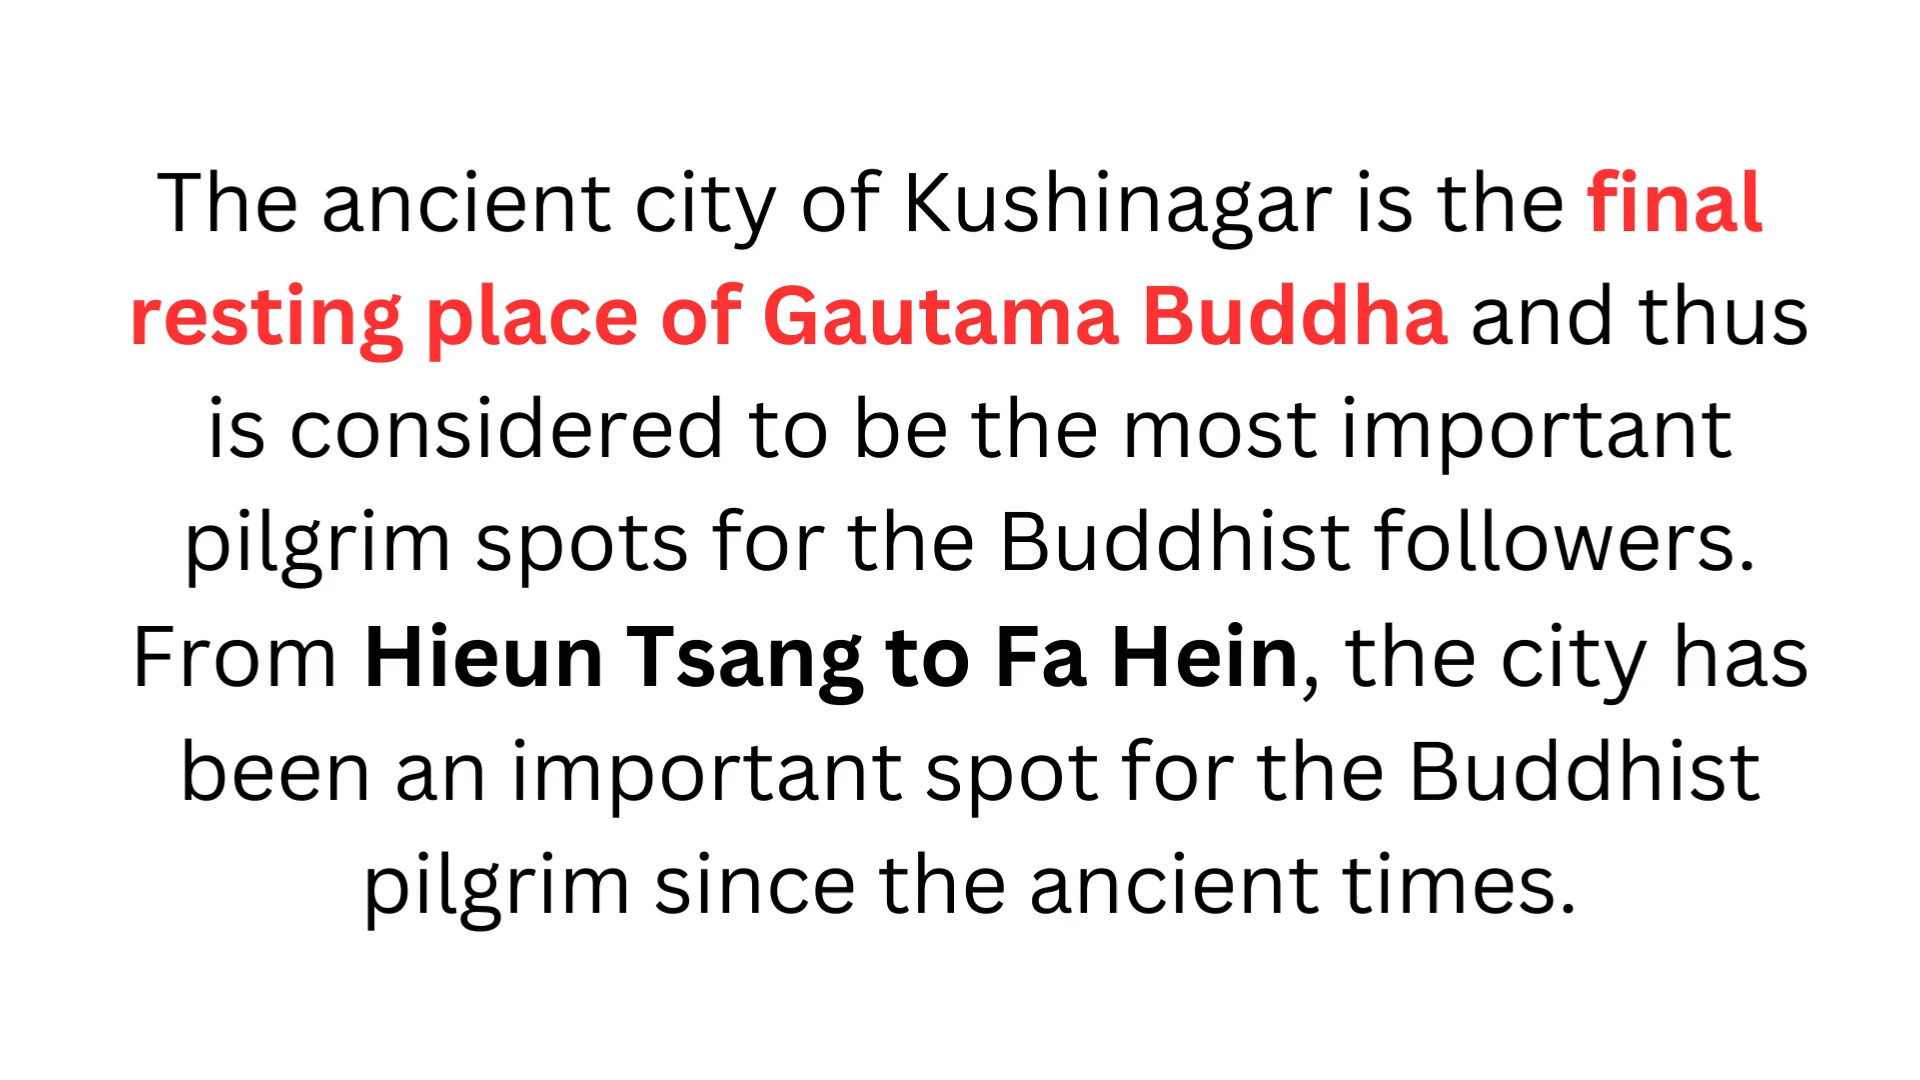 The ancient city of Kushinagar is the final
resting place of Gautama Buddha and thus
is considered to be the most important
pilgrim spots for the Buddhist followers.
From Hieun Tsang to Fa Hein, the city has
been an important spot for the Buddhist
pilgrim since the ancient times.